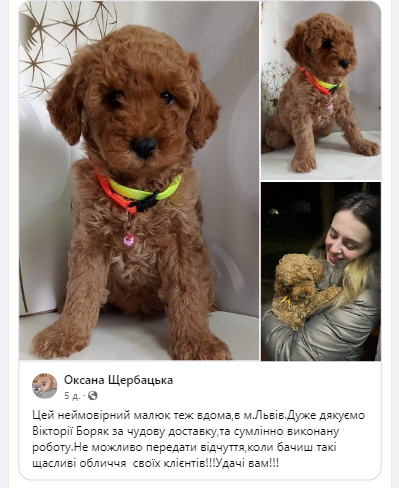 Оксана Щербацька
5 д. ·
Цей неймовірний малюк теж вдома,в м.Львів.Дуже дякуємо
Вікторії Боряк за чудову доставку,та сумлінно виконану
роботу.Не можливо передати відчуття,коли бачиш такі
щасливі обличчя своїх клієнтів!!!Удачі вам!!!